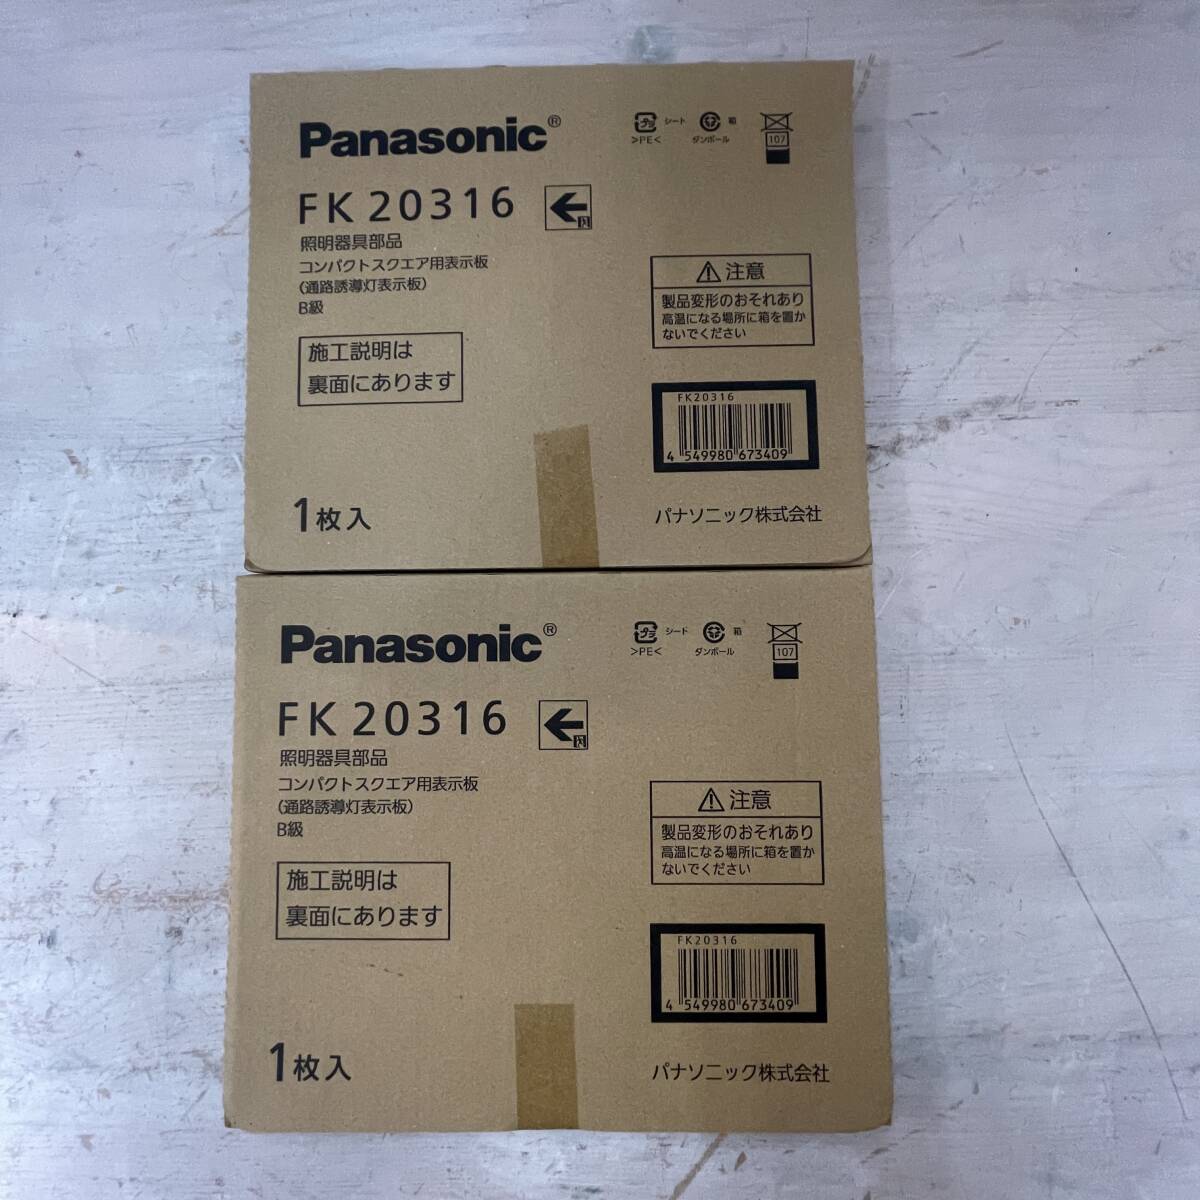 Panasonic®
プラ シート
>PE<
箱
ダンボール
107
FK20316
照明器具部品
コンパクトスクエア用表示板
(通路誘導灯表示板)
B級
施工説明は
裏面にあります
⚠注意
製品変形のおそれあり
高温になる場所に箱を置か
ないでください
FK20316
4 549980 673409
1枚入
パナソニック株式会社
Panasonic®
プラ シート
>PE<
箱
ダンボール
107
FK20316
照明器具部品
コンパクトスクエア用表示板
(通路誘導灯表示板)
B級
施工説明は
裏面にあります
⚠注意
製品変形のおそれあり
高温になる場所に箱を置か
ないでください
FK20316
4 549980 673409
1枚入
パナソニック株式会社